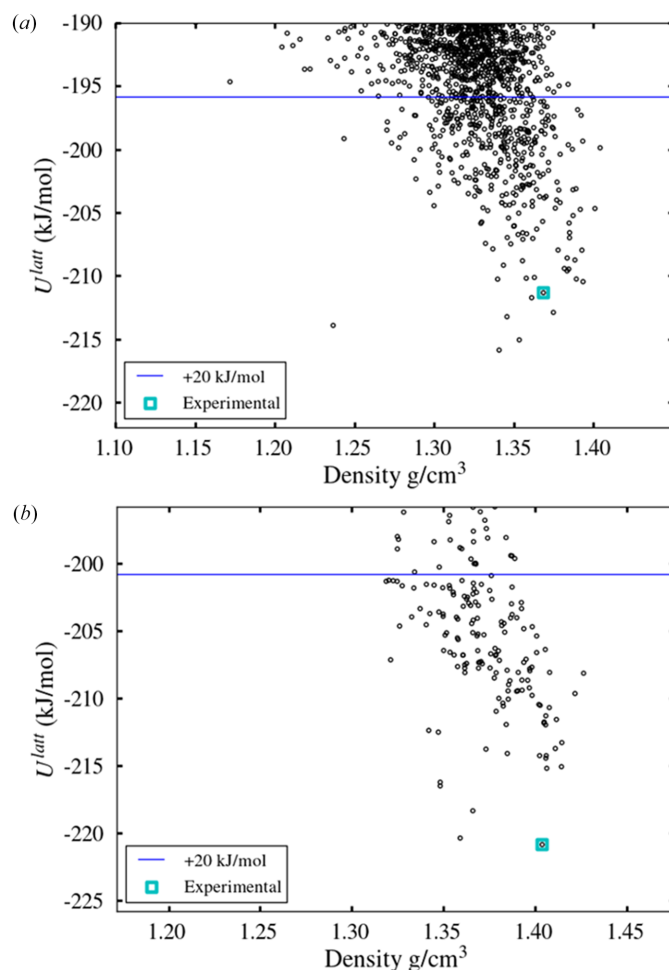 (a)
-190
-195
-200
-205
-210
-215
-220
U^latt (kJ/mol)
+20 kJ/mol
Experimental
1.10 1.20 1.25 1.30 1.35 1.40
Density g/cm³
(b)
-200
-205
-210
-215
-220
-225
U^latt (kJ/mol)
+20 kJ/mol
Experimental
1.20 1.25 1.30 1.35 1.40 1.45
Density g/cm³